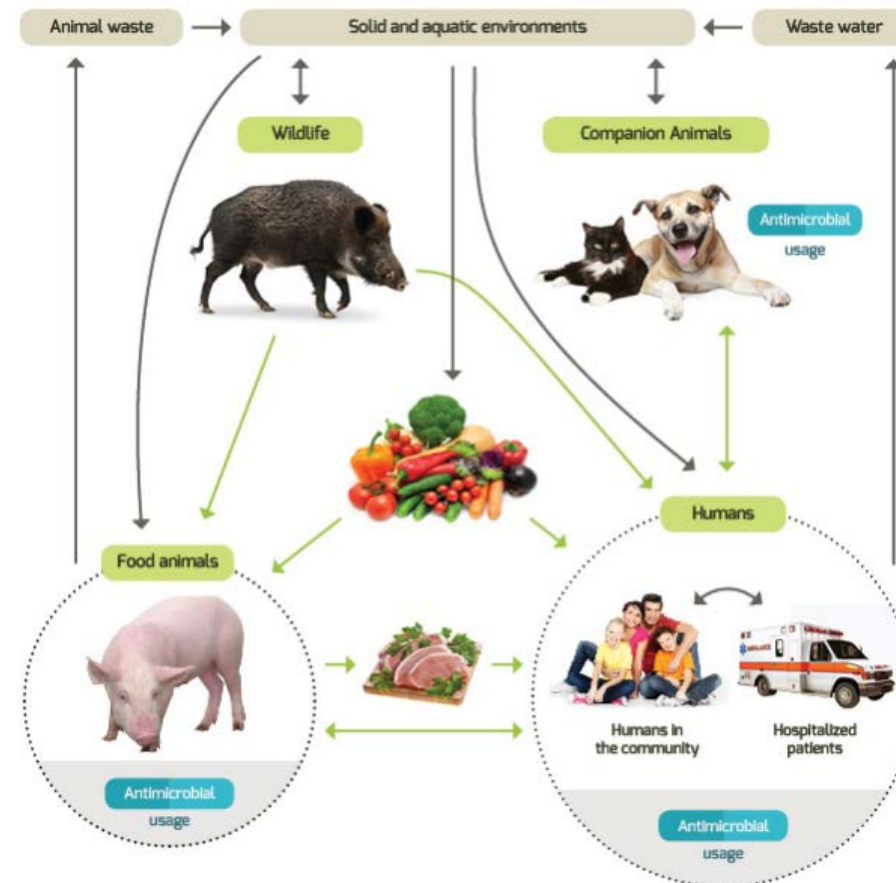 Animal waste
Solid and aquatic environments
Waste water
Wildlife
Companion Animals
Antimicrobial
usage
Humans
Food animals
AMBULANCE
Humans in
the community
Hospitalized
patients
Antimicrobial
usage
Antimicrobial
usage